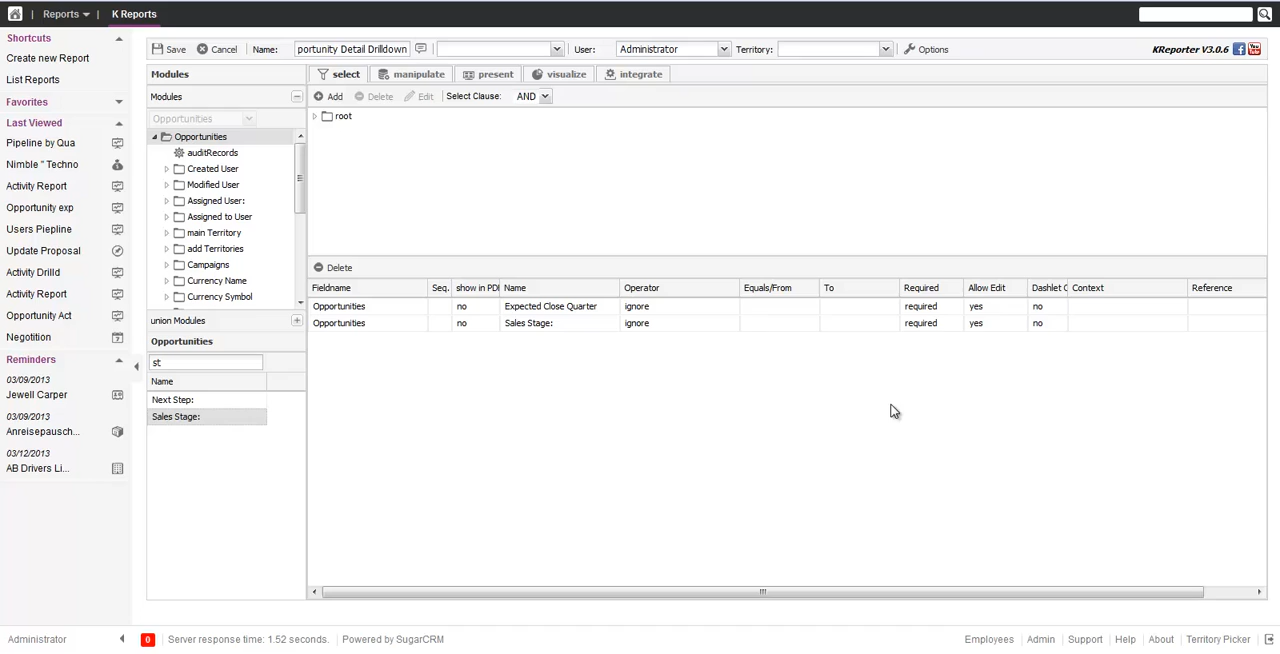 Reports | K Reports
Shortcuts
Create new Report
List Reports
Favorites
Last Viewed
Pipeline by Qua
Nimble " Techno
Activity Report
Opportunity exp
Users Piepline
Update Proposal
Activity Drilld
Activity Report
Opportunity Act
Negotition
Reminders
03/09/2013
Jewell Carper
03/09/2013
Anreisepausch...
03/12/2013
AB Drivers Li...
Save Cancel Name: portunity Detail Drilldown User: Administrator Territory: Options KReporter V3.0.6
Modules
Modules
Opportunities
Opportunities
auditRecords
Created User
Modified User
Assigned User:
Assigned to User
main Territory
add Territories
Campaigns
Currency Name
Currency Symbol
union Modules
Opportunities
st
Name
Next Step:
Sales Stage:
select manipulate present visualize integrate
Add Delete Edit Select Clause: AND
root
Delete
Fieldname Seq. show in PDF Name Operator Equals/From To Required Allow Edit Dashlet C Context Reference
Opportunities no Expected Close Quarter ignore required yes no
Opportunities no Sales Stage: ignore required yes no
Administrator 0 Server response time: 1.52 seconds. | Powered by SugarCRM Employees | Admin | Support | Help | About | Territory Picker